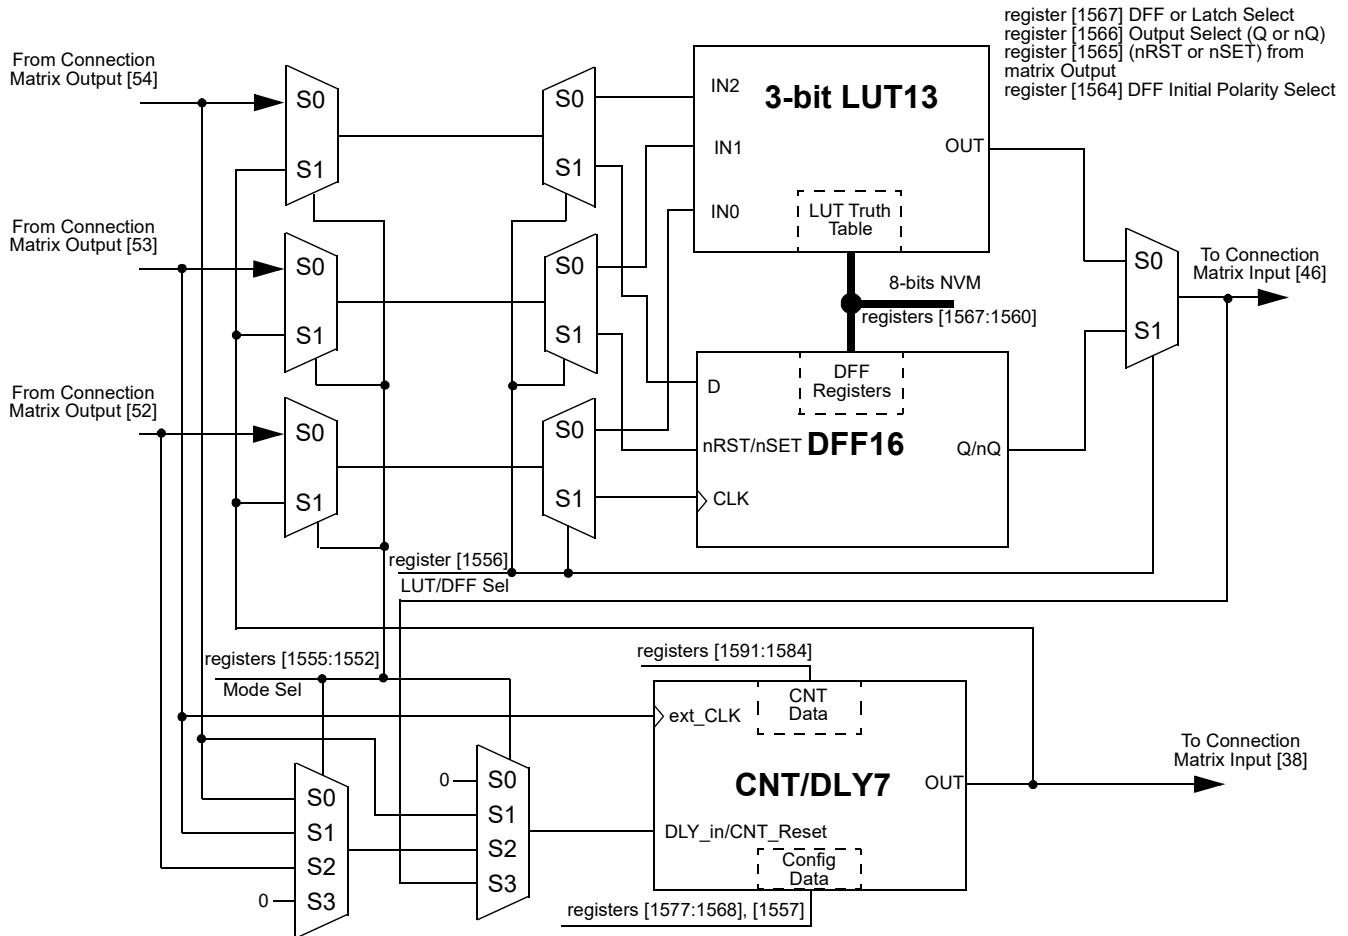 register [1567] DFF or Latch Select
register [1566] Output Select (Q or nQ)
register [1565] (nRST or nSET) from
matrix Output
register [1564] DFF Initial Polarity Select
From Connection
Matrix Output [54]
S0
S1
S0
S1
IN2
3-bit LUT13
IN1
OUT
IN0
LUT Truth
Table
From Connection
Matrix Output [53]
S0
S1
S0
S1
8-bits NVM
registers [1567:1560]
S0
S1
To Connection
Matrix Input [46]
From Connection
Matrix Output [52]
S0
S1
S0
S1
D
DFF
Registers
nRST/nSET
DFF16
Q/nQ
CLK
register [1556]
LUT/DFF Sel
registers [1555:1552]
Mode Sel
registers [1591:1584]
CNT
Data
ext_CLK
CNT/DLY7
OUT
To Connection
Matrix Input [38]
DLY_in/CNT_Reset
Config
Data
registers [1577:1568], [1557]
0
S0
S1
S2
S3
S0
S1
S2
0
S3